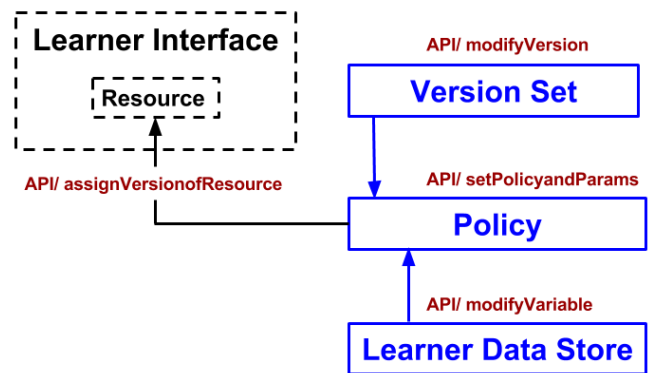 Learner Interface
Resource
API/ assignVersionofResource
API/ modifyVersion
Version Set
API/ setPolicyandParams
Policy
API/ modifyVariable
Learner Data Store